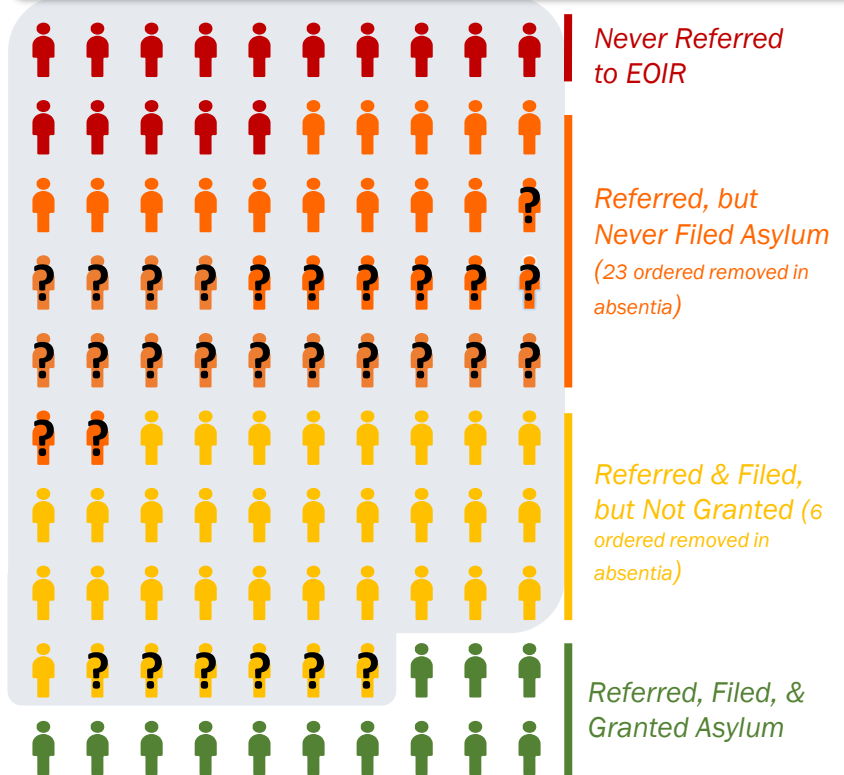 Never Referred
to EOIR
?
Referred, but
Never Filed Asylum
(23 ordered removed in
absentia)
? ? ? ? ? ? ? ? ? ?
? ? ? ? ? ? ? ? ? ?
? ?
Referred & Filed,
but Not Granted (6
ordered removed in
absentia)
? ? ? ? ? ?
Referred, Filed, &
Granted Asylum